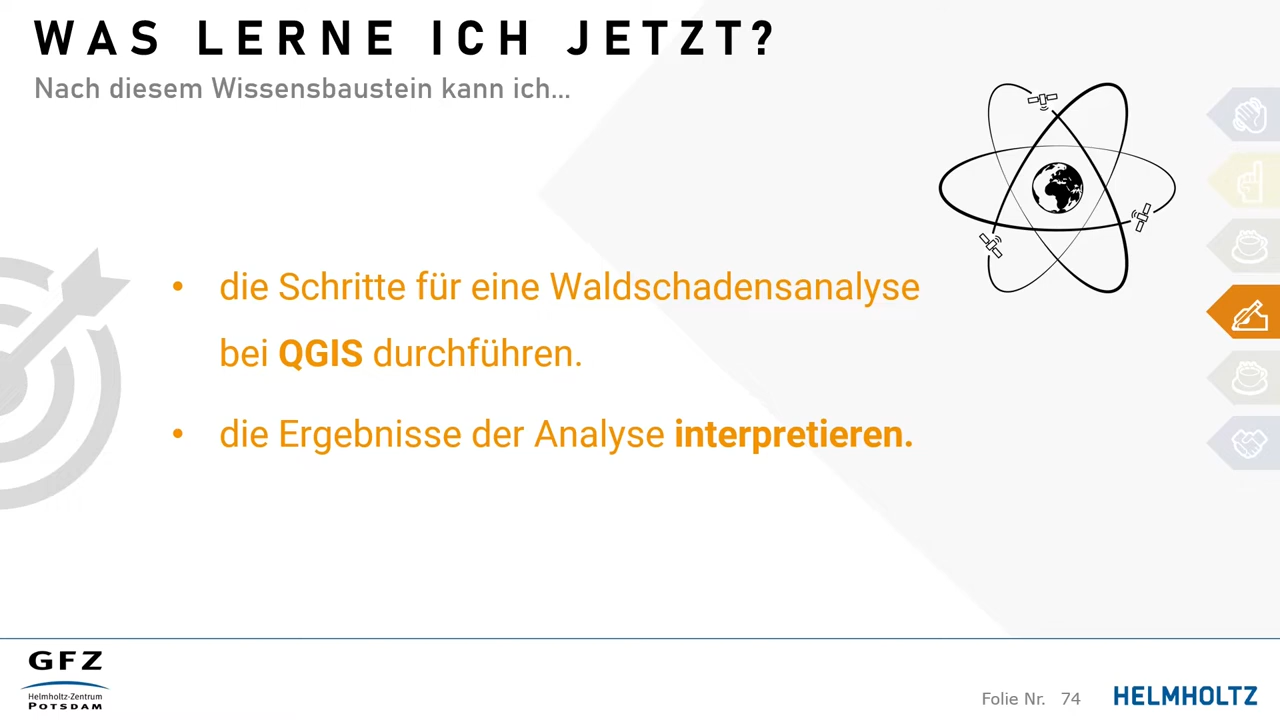 WAS LERNE ICH JETZT?
Nach diesem Wissensbaustein kann ich...
• die Schritte für eine Waldschadensanalyse
bei QGIS durchführen.
• die Ergebnisse der Analyse interpretieren.
GFZ
Helmholtz-Zentrum
POTSDAM
Folie Nr. 74
HELMHOLTZ